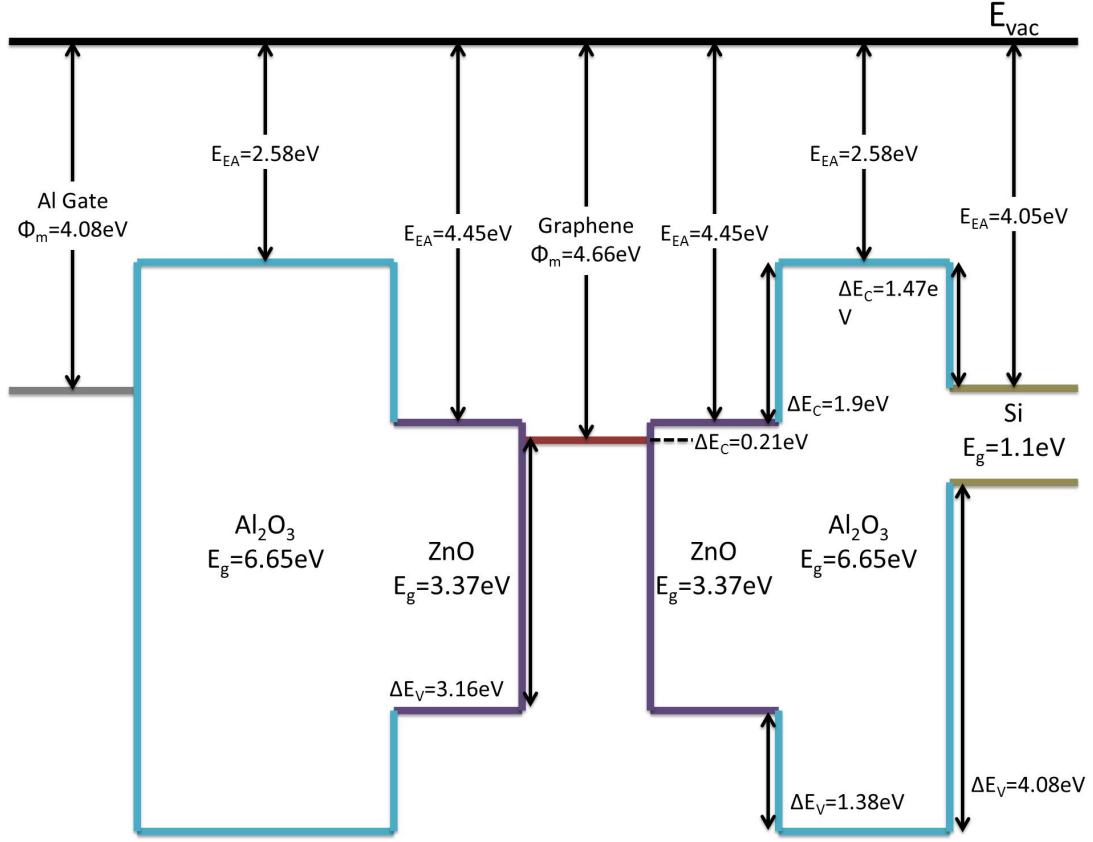 E_vac
E_EA=2.58eV
E_EA=2.58eV
Al Gate
Φ_m=4.08eV
E_EA=4.45eV
Graphene
Φ_m=4.66eV
E_EA=4.45eV
E_EA=4.05eV
ΔE_C=1.47e
V
ΔE_C=1.9eV
ΔE_C=0.21eV
Si
E_g=1.1eV
Al₂O₃
E_g=6.65eV
ZnO
E_g=3.37eV
ZnO
E_g=3.37eV
Al₂O₃
E_g=6.65eV
ΔE_V=3.16eV
ΔE_V=1.38eV
ΔE_V=4.08eV